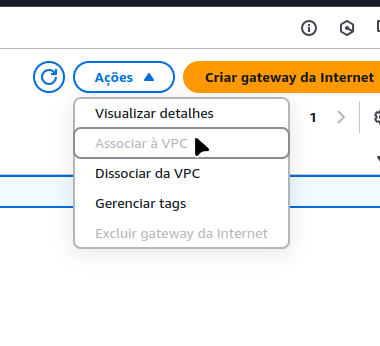 Ações
Criar gateway da Internet
Visualizar detalhes
1
Associar à VPC
Dissociar da VPC
Gerenciar tags
Excluir gateway da Internet